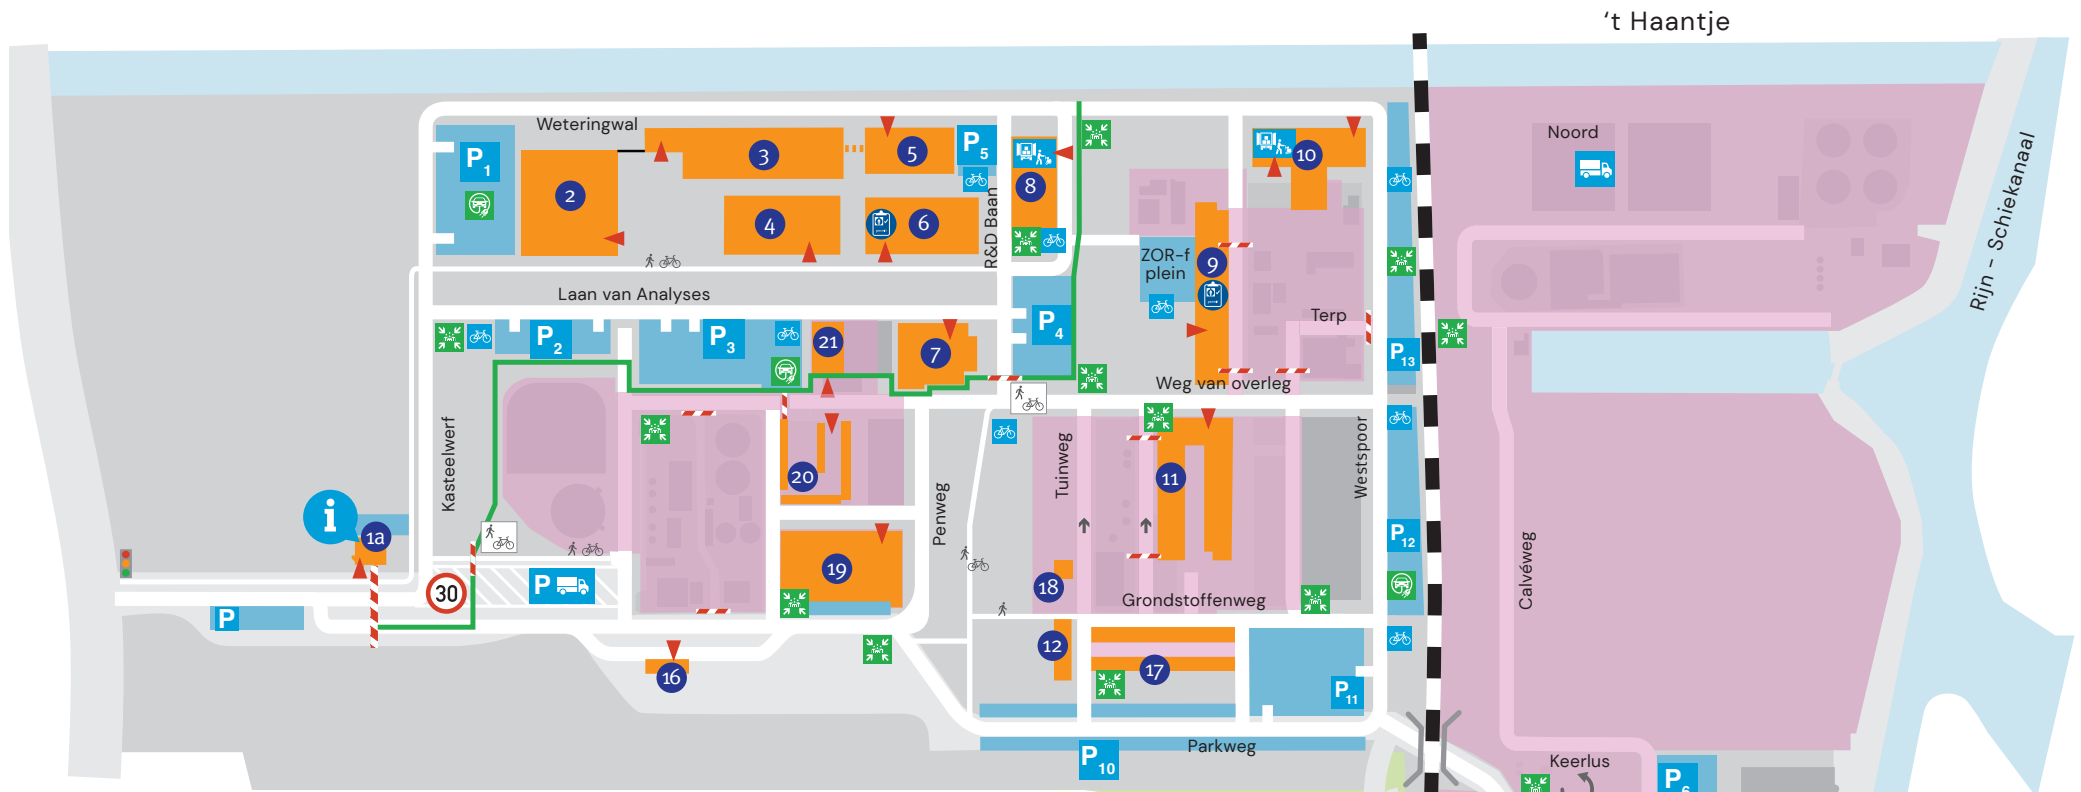 't Haantje
Weteringwal
Noord
P1
P5
3
5
10
2
8
4
6
R&D Baan
ZOR-f
plein
9
Rijn - Schiekanaal
Laan van Analyses
Terp
P2
P3
21
7
P4
P13
Weg van overleg
Kasteelwerf
20
Penweg
Tuinweg
11
Westspoor
i
1a
P12
Calvéweg
30
P
19
18
Grondstoffenweg
P
12
16
17
P11
Parkweg
P10
Keerlus
P6